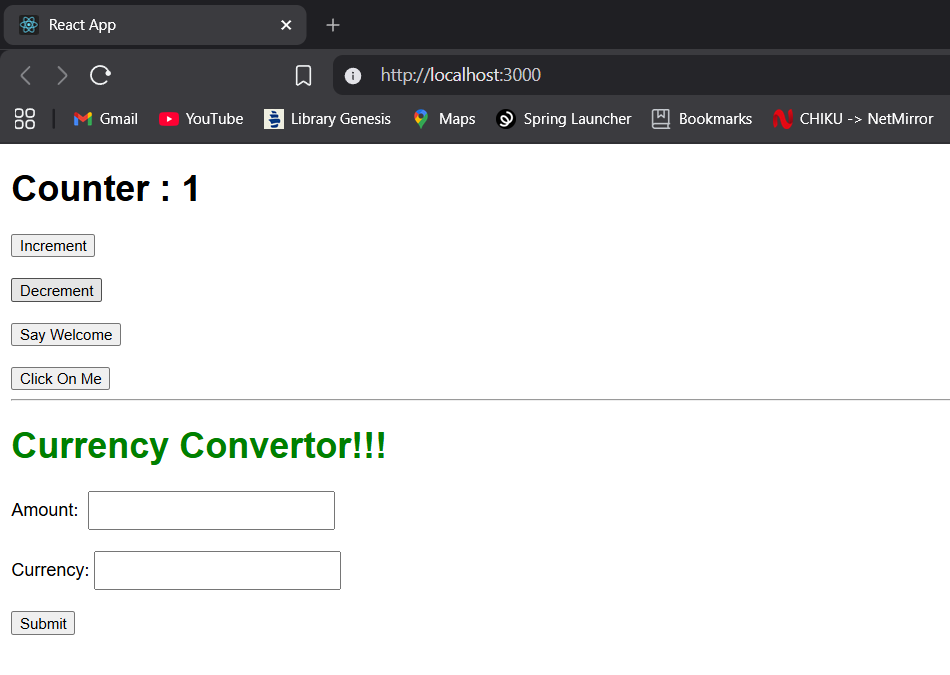 React App
http://localhost:3000
Gmail YouTube Library Genesis Maps Spring Launcher Bookmarks CHIKU -> NetMirror
Counter : 1
Increment
Decrement
Say Welcome
Click On Me
Currency Convertor!!!
Amount:
Currency:
Submit